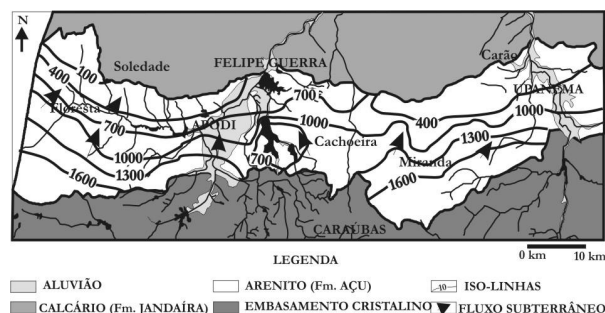 N
Soledade
FELIPE GUERRA
Carão
100
400
700
UPANEMA
Floresta
1000
700
APODI
1000
400
1300
Cachoeira
1000
1300
700
Miranda
1600
1600
CARAÚBAS
0 km 10 km
LEGENDA
ALUVIÃO ARENITO (Fm. AÇU) 10 ISO-LINHAS
CALCÁRIO (Fm. JANDAÍRA) EMBASAMENTO CRISTALINO FLUXO SUBTERRÂNEO